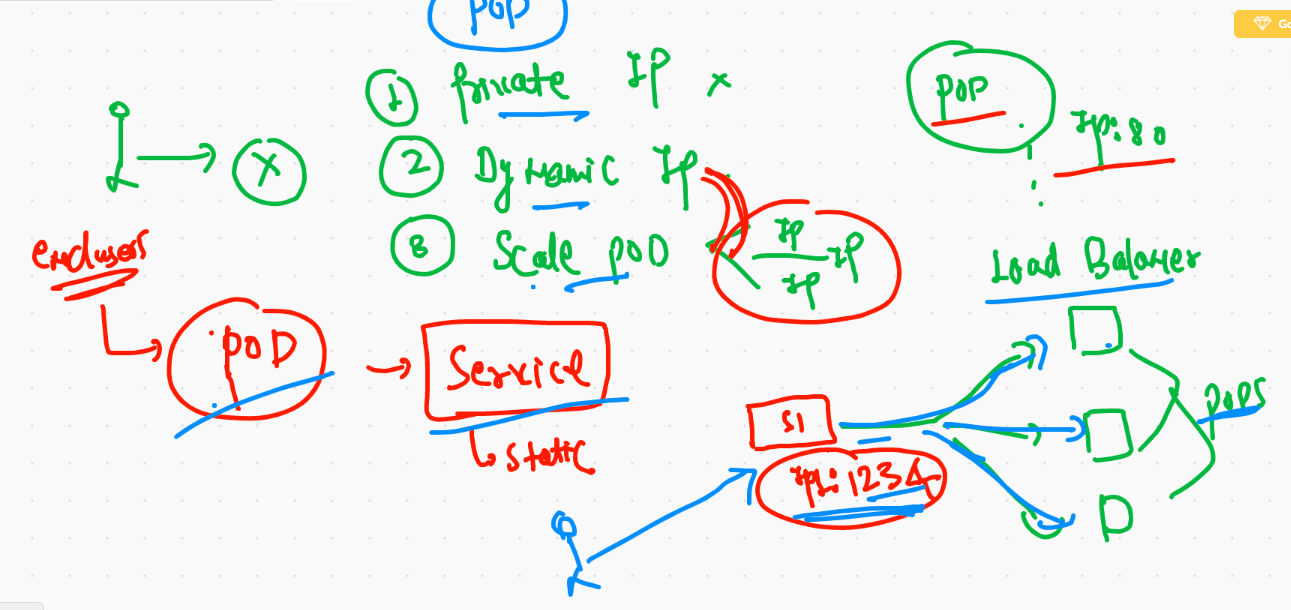 POD
① Private IP x
② Dynamic IP
③ Scale POD
IP
IP IP
X
endusers
POD
Service
static
POD
IP:80
Load Balancer
S1
IP1:1234
PODS
Go